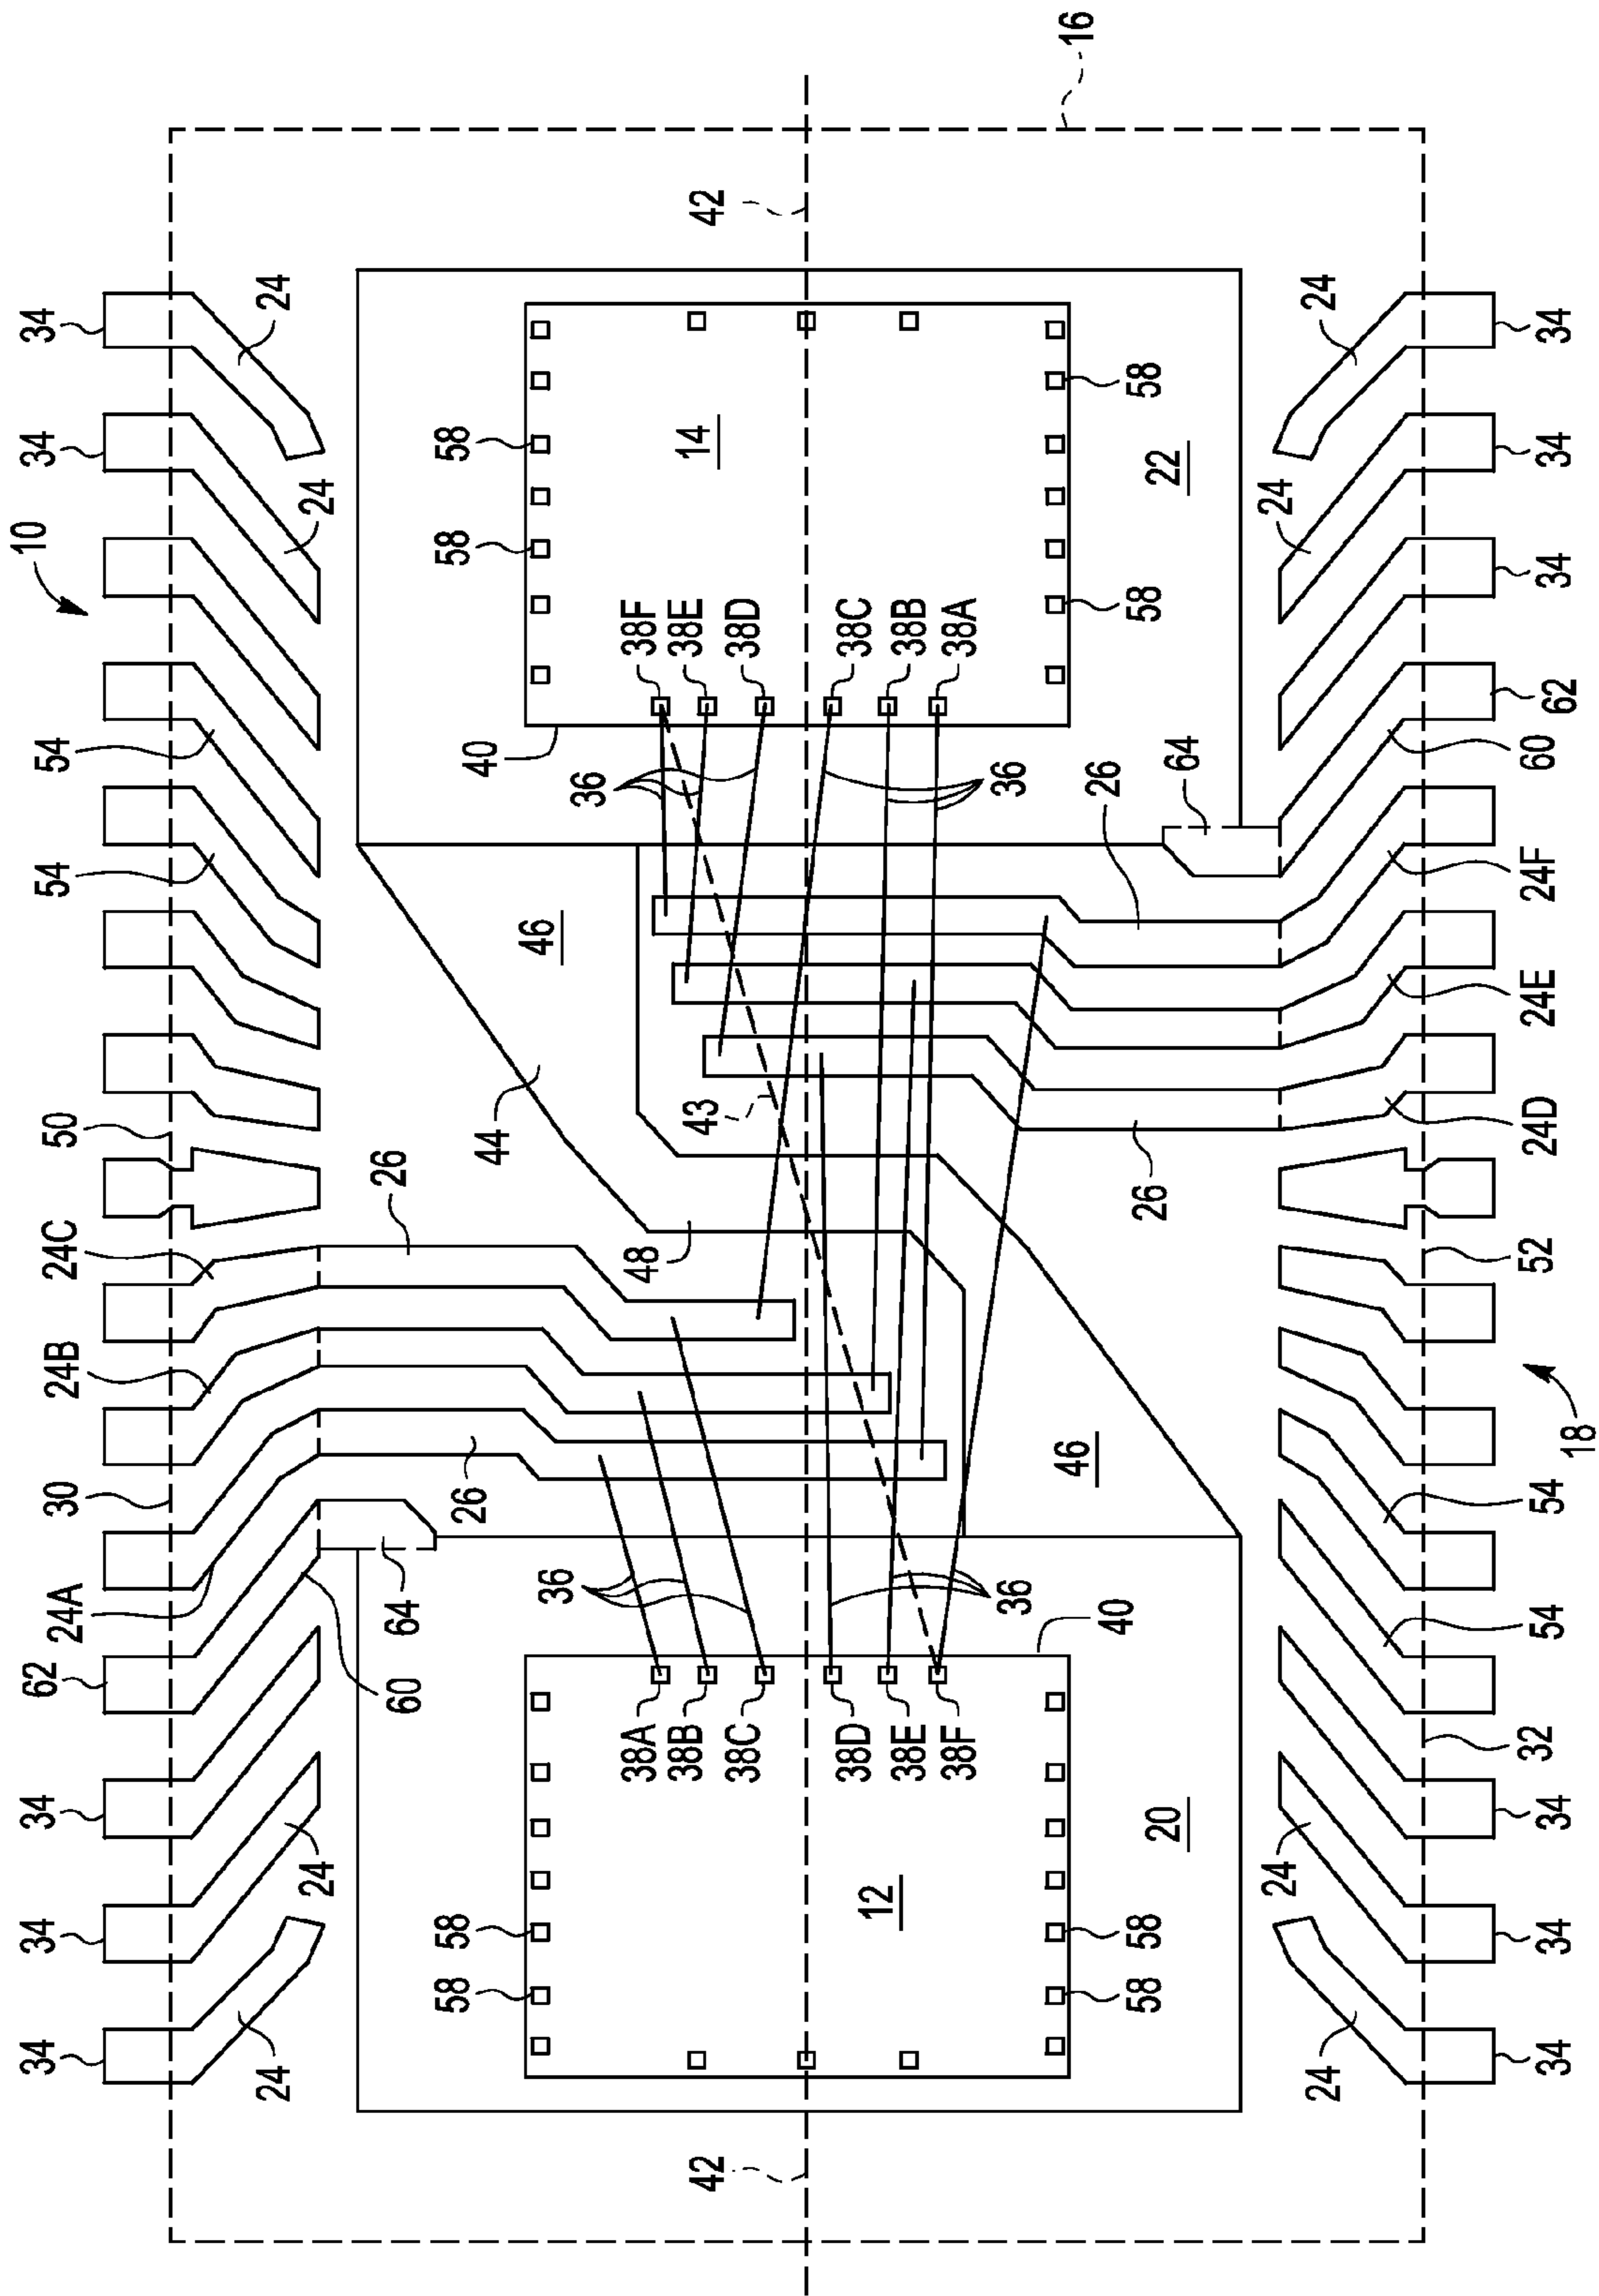 10
34 34 34 62 34 34
30 24B 24C 50 54 54
24 24
24 24A 24
60 64 26
58 58 26 40 58 58
44
46
36 36
38A 48 38F
42 38B 43 38E 14 42
38C 38D
38D 38C
12 38E 38B
38F 38A
36 36
46 16
40 26
58 58 26 58 58
20 64 22
24 24
24 24
34 34 34 32 54 54 52 24D 24E 24F 60 62 34 34 34
18